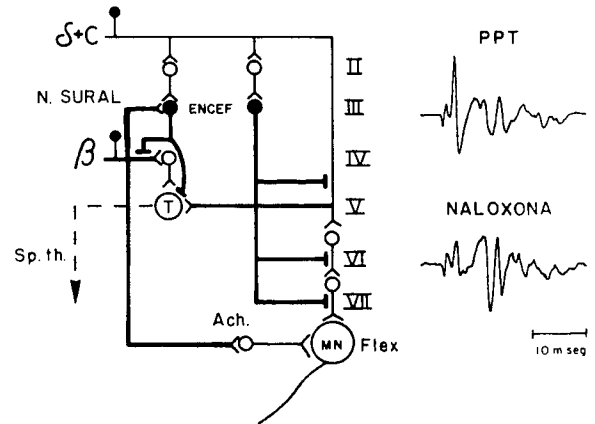 δ+C
N. SURAL
ENCEF
β
T
Sp. th.
Ach.
MN
Flex
II
III
IV
V
VI
VII
PPT
NALOXONA
10 m seg